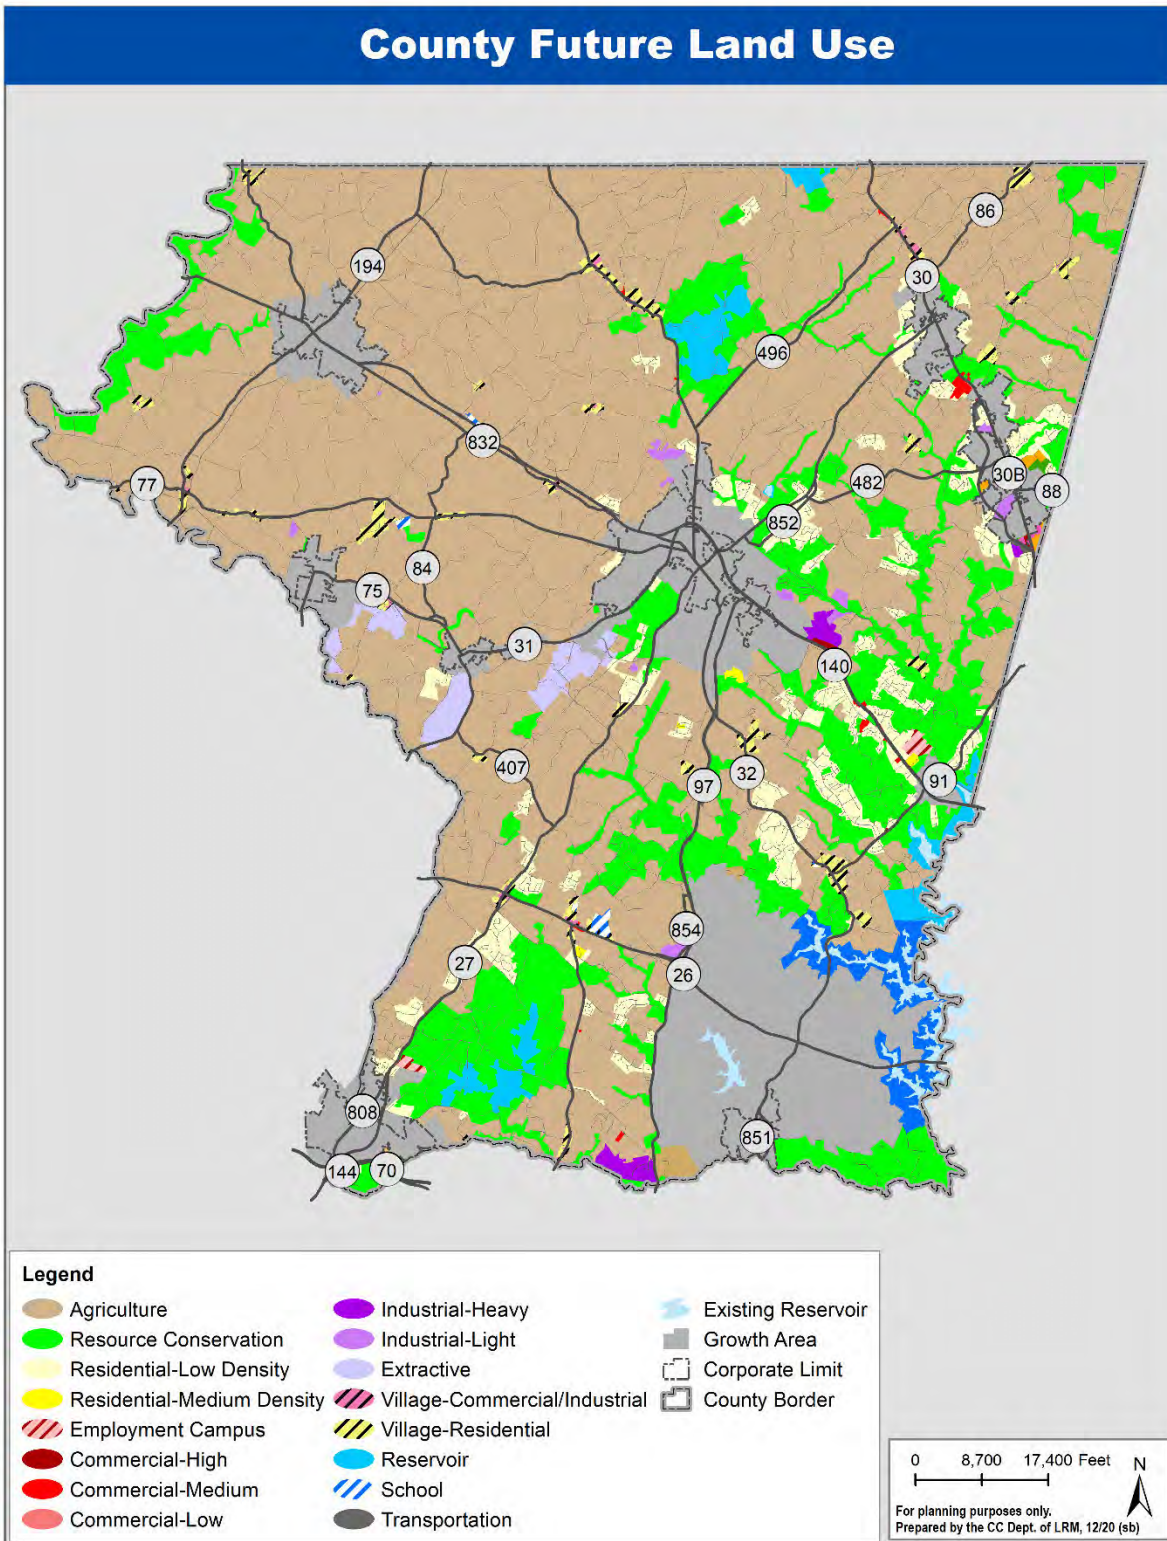 County Future Land Use
86
194
30
496
832
30B
77
482
88
852
84
75
31
140
407
32
91
97
854
27
26
808
851
144
70
Legend
Agriculture
Resource Conservation
Residential-Low Density
Residential-Medium Density
Employment Campus
Commercial-High
Commercial-Medium
Commercial-Low
Industrial-Heavy
Industrial-Light
Extractive
Village-Commercial/Industrial
Village-Residential
Reservoir
School
Transportation
Existing Reservoir
Growth Area
Corporate Limit
County Border
0 8,700 17,400 Feet
N
For planning purposes only.
Prepared by the CC Dept. of LRM, 12/20 (sb)